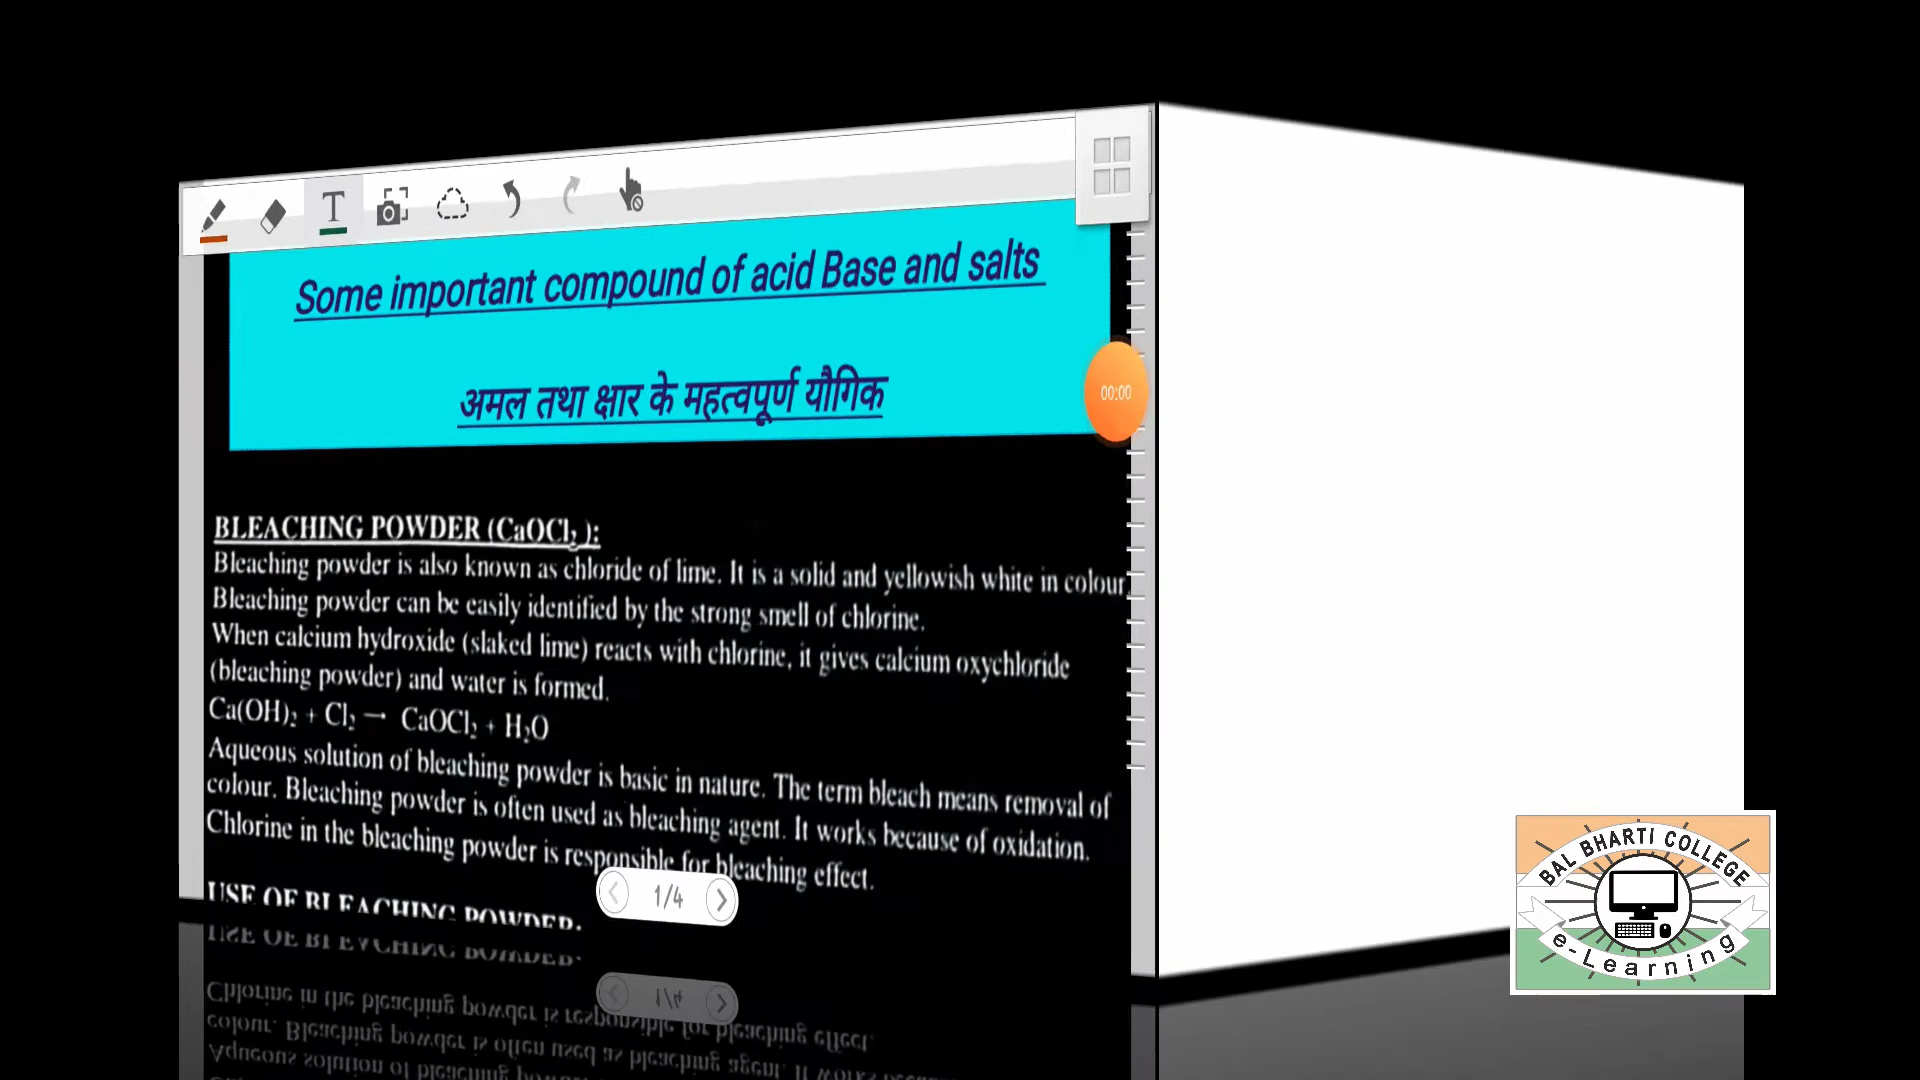 T
Some important compound of acid Base and salts
अमल तथा क्षार के महत्वपूर्ण यौगिक
00:00
BLEACHING POWDER (CaOCl₂ ):
Bleaching powder is also known as chloride of lime. It is a solid and yellowish white in colour.
Bleaching powder can be easily identified by the strong smell of chlorine.
When calcium hydroxide (slaked lime) reacts with chlorine, it gives calcium oxychloride
(bleaching powder) and water is formed.
Ca(OH)₂ + Cl₂ → CaOCl₂ + H₂O
Aqueous solution of bleaching powder is basic in nature. The term bleach means removal of
colour. Bleaching powder is often used as bleaching agent. It works because of oxidation.
Chlorine in the bleaching powder is responsible for bleaching effect.
USE OF BLEACHING POWDER:
1/4
BAL BHARTI COLLEGE
e-Learning